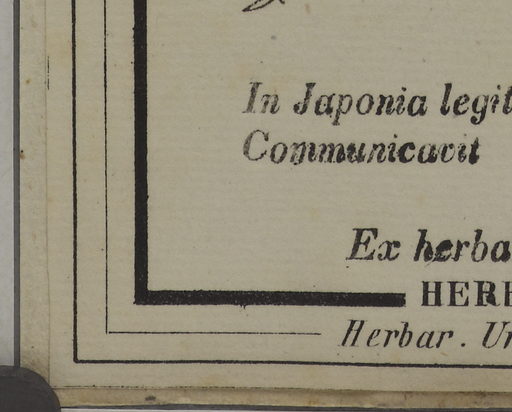 In Japonia legit
Communicavit
Ex herba
HERB
Herbar. Un